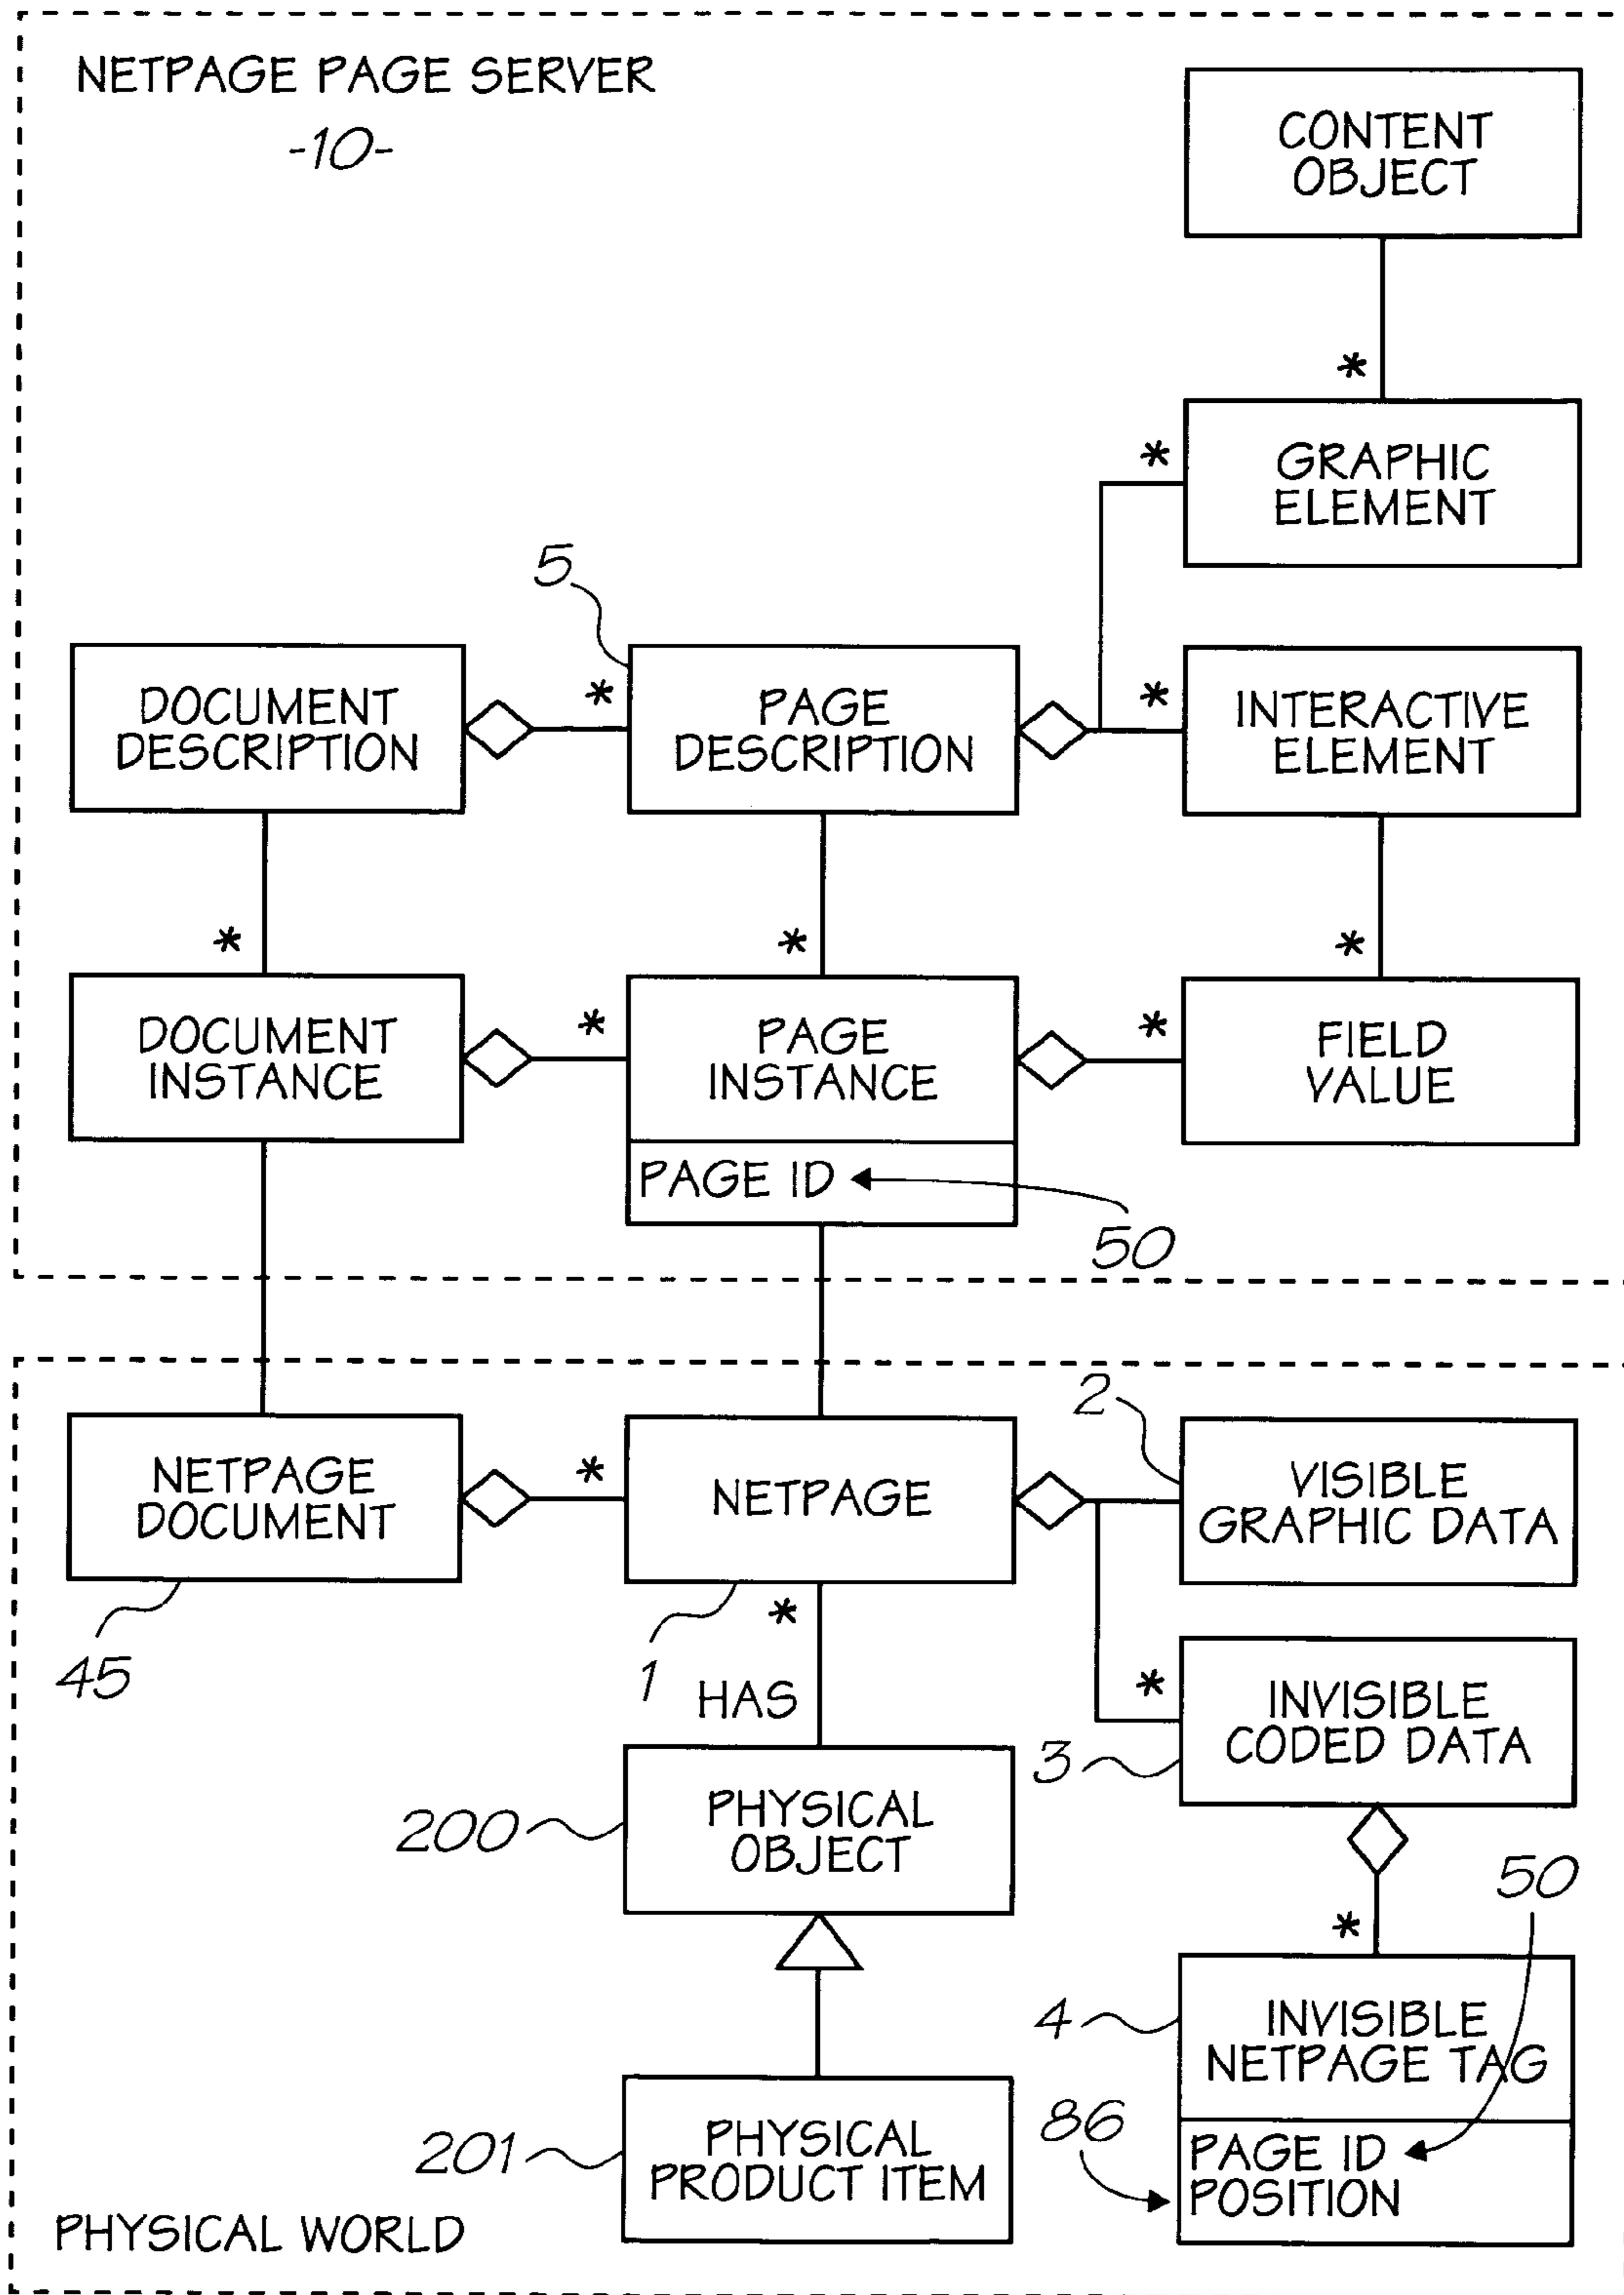 NETPAGE PAGE SERVER
-10-
CONTENT
OBJECT
*
*
GRAPHIC
ELEMENT
5
DOCUMENT
DESCRIPTION
*
PAGE
DESCRIPTION
*
INTERACTIVE
ELEMENT
*
*
*
DOCUMENT
INSTANCE
*
PAGE
INSTANCE
*
FIELD
VALUE
PAGE ID
50
2
NETPAGE
DOCUMENT
*
NETPAGE
VISIBLE
GRAPHIC DATA
45
*
1
HAS
*
INVISIBLE
CODED DATA
3
200
PHYSICAL
OBJECT
50
*
4
INVISIBLE
NETPAGE TAG
86
PAGE ID
POSITION
201
PHYSICAL
PRODUCT ITEM
PHYSICAL WORLD